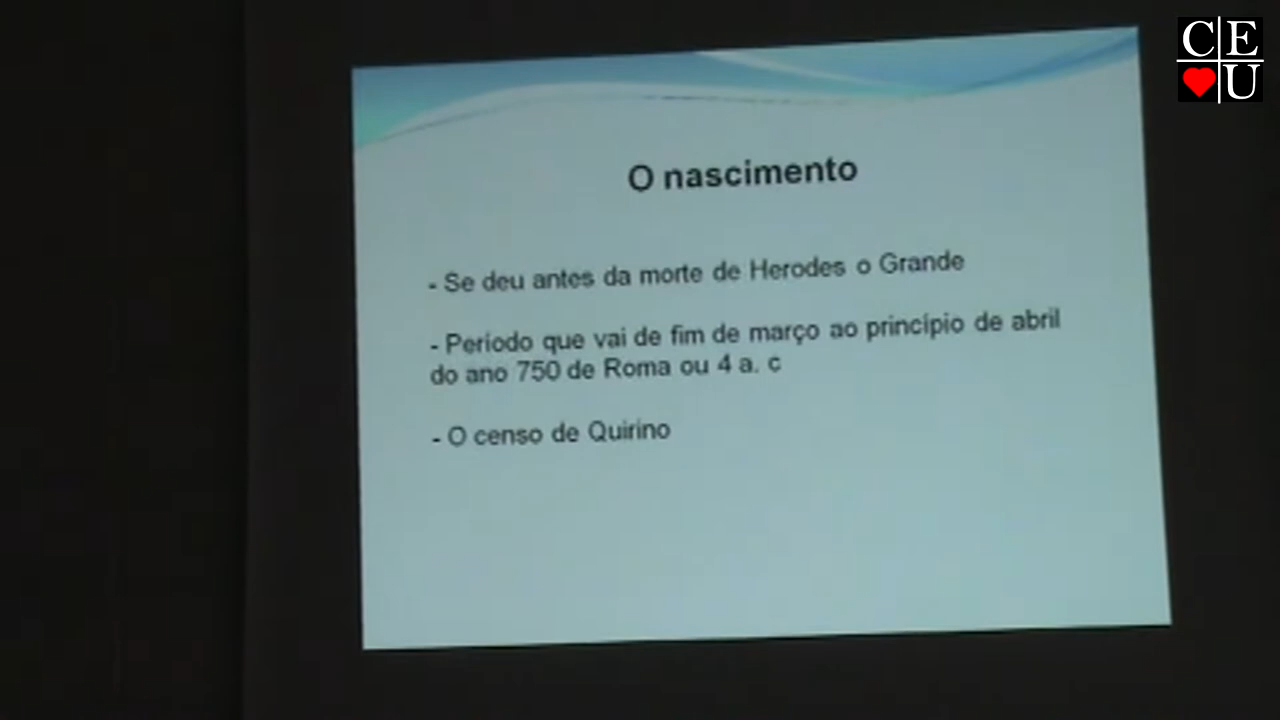 CE
U
O nascimento
- Se deu antes da morte de Herodes o Grande
- Período que vai de fim de março ao princípio de abril
do ano 750 de Roma ou 4 a. c
- O censo de Quirino